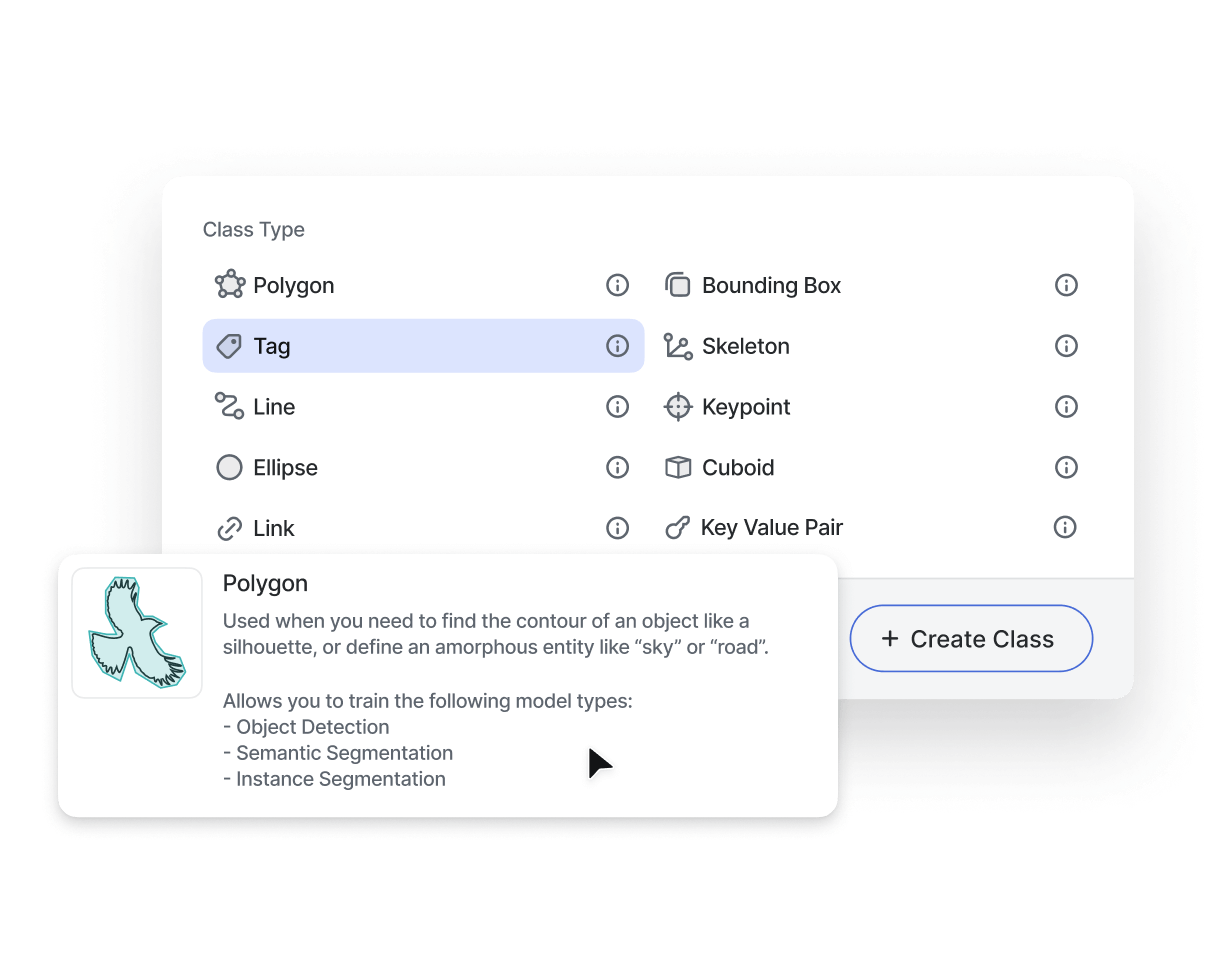 Class Type
Polygon
Bounding Box
Tag
Skeleton
Line
Keypoint
Ellipse
Cuboid
Link
Key Value Pair
Polygon
Used when you need to find the contour of an object like a
silhouette, or define an amorphous entity like “sky” or “road”.
Allows you to train the following model types:
- Object Detection
- Semantic Segmentation
- Instance Segmentation
+ Create Class